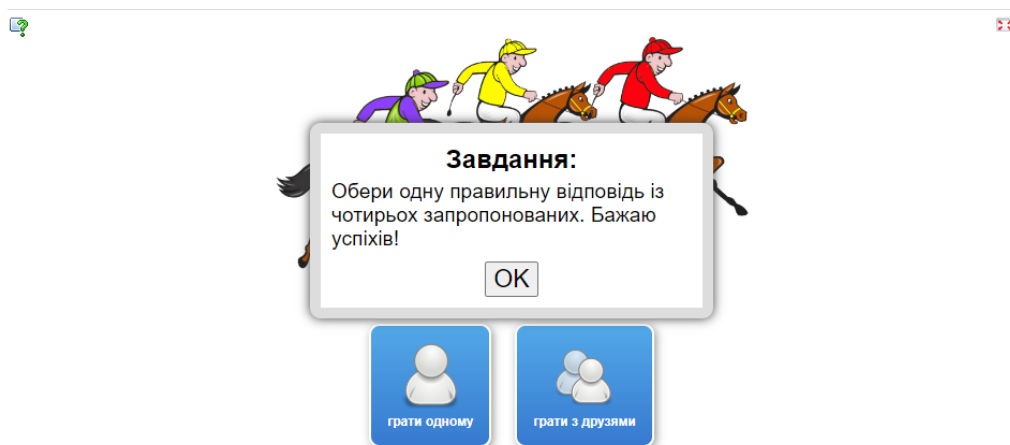 Завдання:
Обери одну правильну відповідь із
чотирьох запропонованих. Бажаю
успіхів!
OK
грати одному
грати з друзями